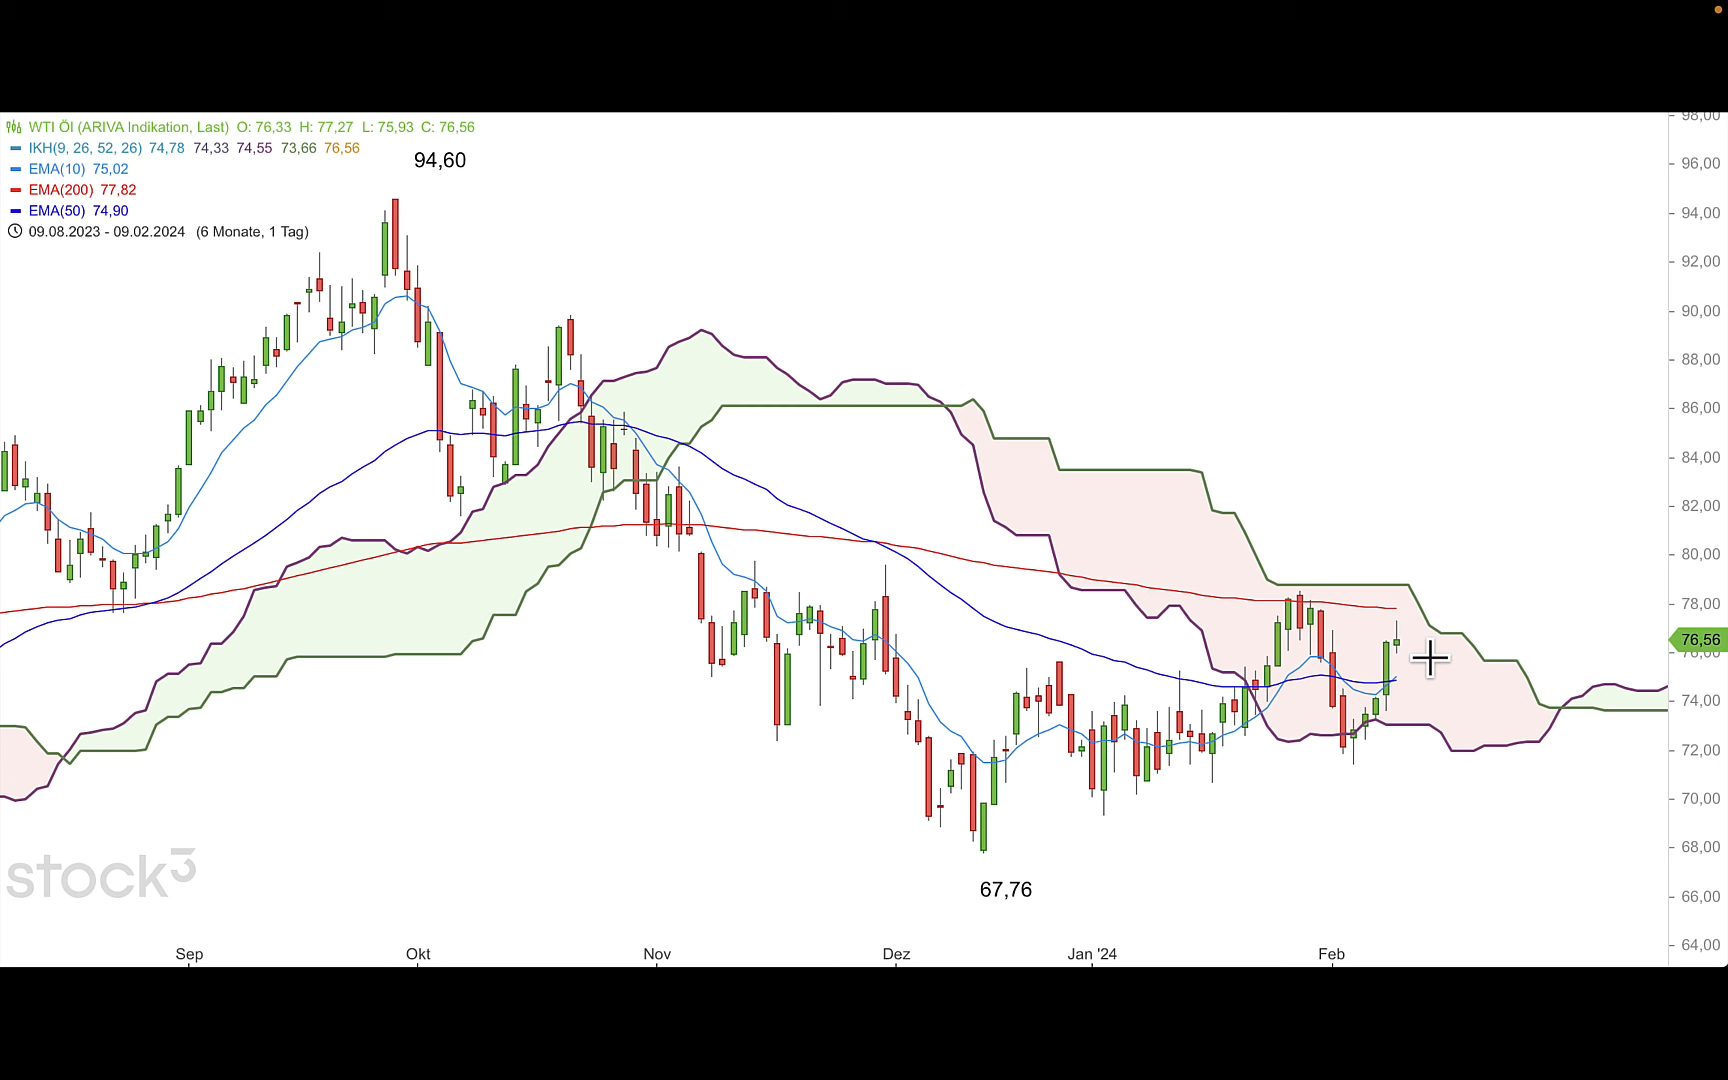 WTI Öl (ARIVA Indikation, Last) O: 76,33 H: 77,27 L: 75,93 C: 76,56
IKH(9, 26, 52, 26) 74,78 74,33 74,55 73,66 76,56
EMA(10) 75,02
EMA(200) 77,82
EMA(50) 74,90
09.08.2023 - 09.02.2024 (6 Monate, 1 Tag)
94,60
67,76
98,00
96,00
94,00
92,00
90,00
88,00
86,00
84,00
82,00
80,00
78,00
76,56
76,00
74,00
72,00
70,00
68,00
66,00
64,00
stock3
Sep Okt Nov Dez Jan '24 Feb